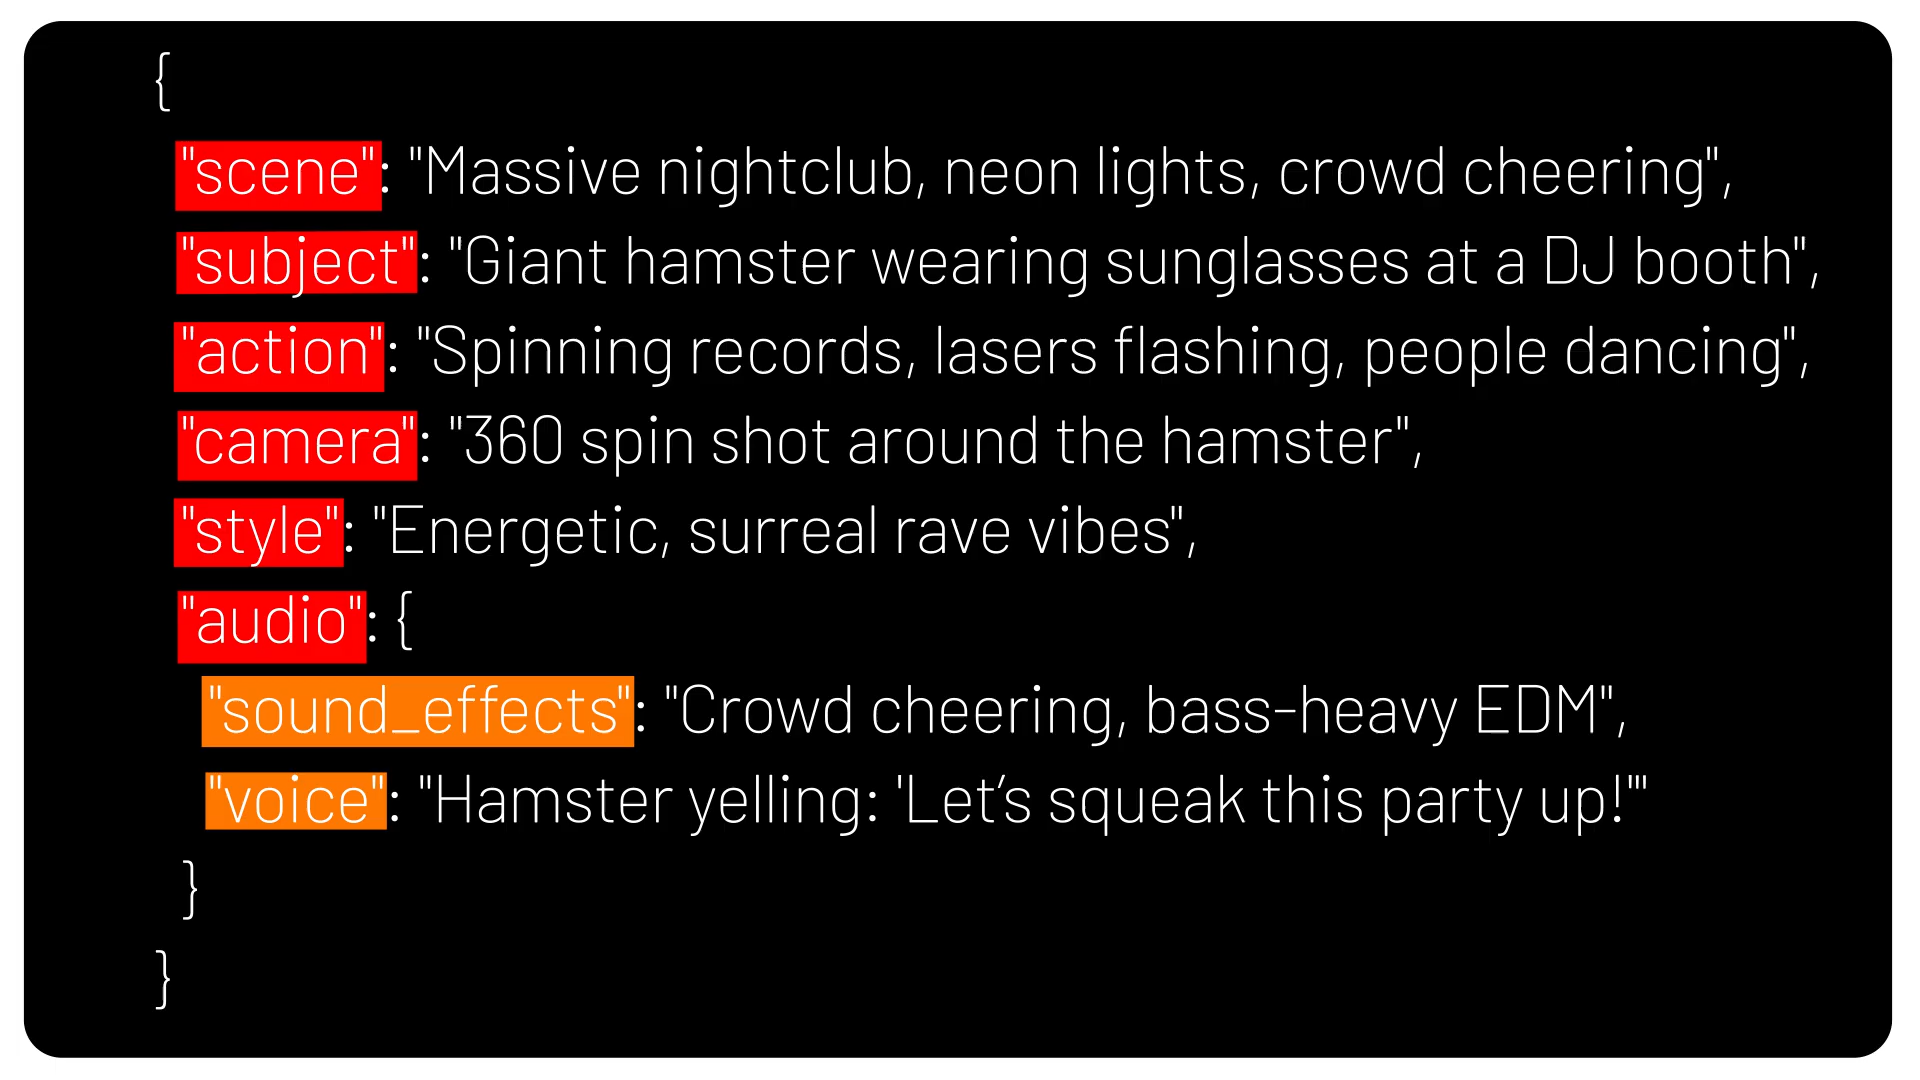 {
"scene": "Massive nightclub, neon lights, crowd cheering",
"subject": "Giant hamster wearing sunglasses at a DJ booth",
"action": "Spinning records, lasers flashing, people dancing",
"camera": "360 spin shot around the hamster",
"style": "Energetic, surreal rave vibes",
"audio": {
"sound_effects": "Crowd cheering, bass-heavy EDM",
"voice": "Hamster yelling: 'Let’s squeak this party up!'"
}
}